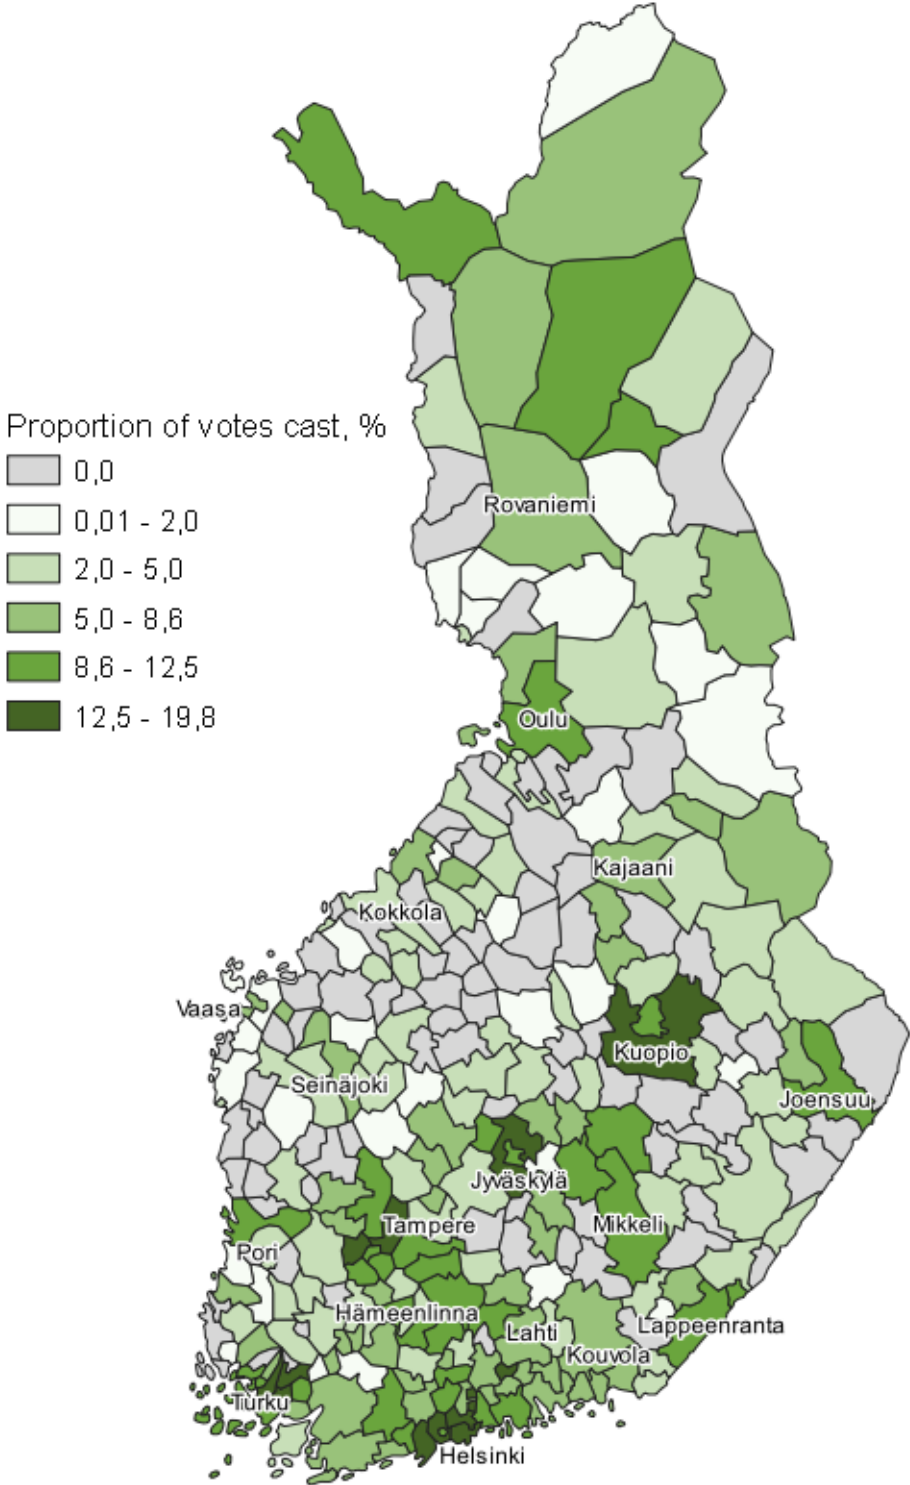 Proportion of votes cast, %
0,0
0,01 - 2,0
2,0 - 5,0
5,0 - 8,6
8,6 - 12,5
12,5 - 19,8
Rovaniemi
Oulu
Kajaani
Kokkola
Vaasa
Kuopio
Seinäjoki
Joensuu
Jyväskylä
Tampere
Mikkeli
Pori
Hämeenlinna
Lappeenranta
Lahti
Kouvola
Turku
Helsinki